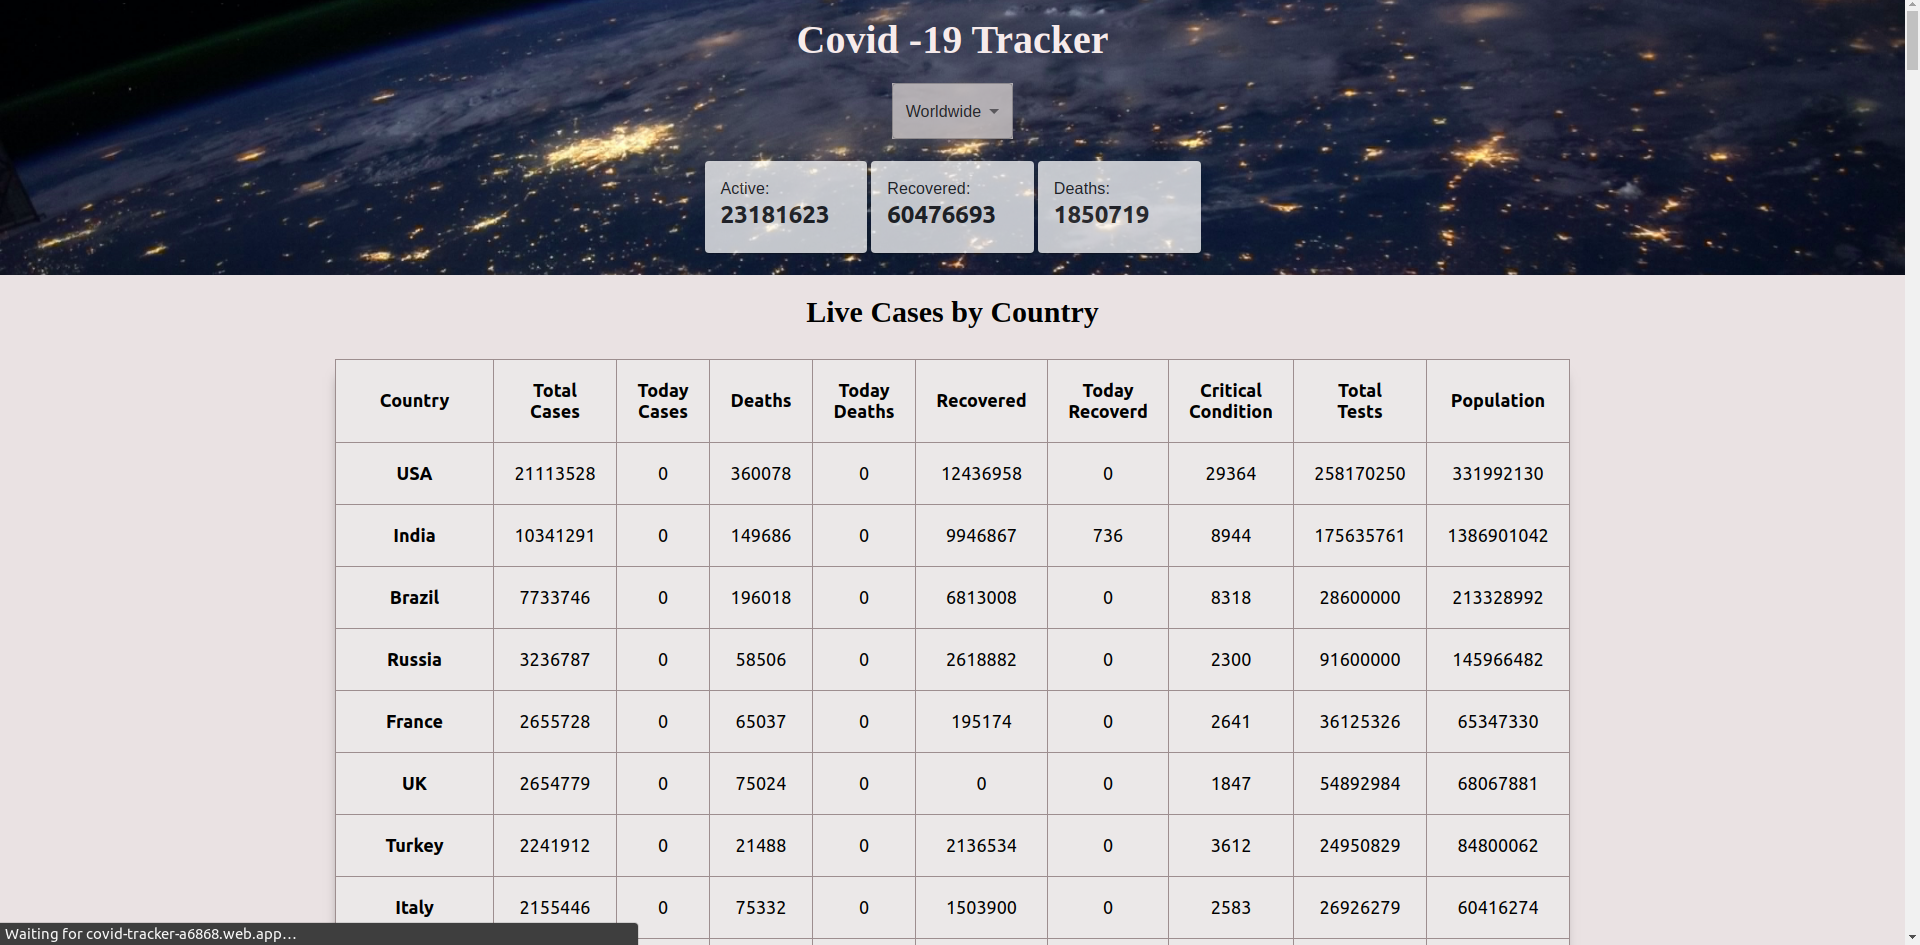 Covid -19 Tracker
Worldwide
Active: Recovered: Deaths:
23181623 60476693 1850719
Live Cases by Country
Country Total Cases Today Cases Deaths Today Deaths Recovered Today Recoverd Critical Condition Total Tests Population
USA 21113528 0 360078 0 12436958 0 29364 258170250 331992130
India 10341291 0 149686 0 9946867 736 8944 175635761 1386901042
Brazil 7733746 0 196018 0 6813008 0 8318 28600000 213328992
Russia 3236787 0 58506 0 2618882 0 2300 91600000 145966482
France 2655728 0 65037 0 195174 0 2641 36125326 65347330
UK 2654779 0 75024 0 0 0 1847 54892984 68067881
Turkey 2241912 0 21488 0 2136534 0 3612 24950829 84800062
Italy 2155446 0 75332 0 1503900 0 2583 26926279 60416274
Waiting for covid-tracker-a6868.web.app…